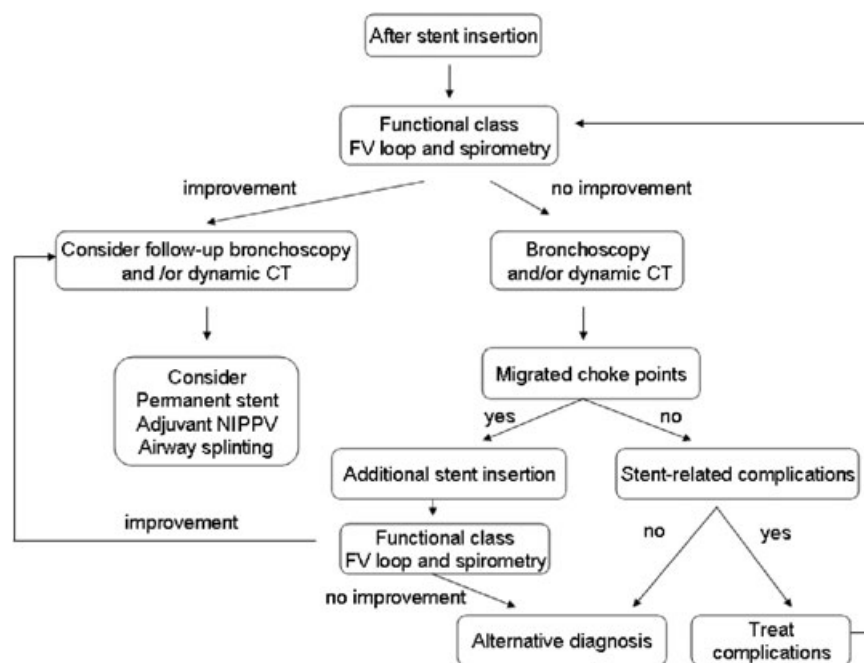 After stent insertion
Functional class
FV loop and spirometry
improvement
no improvement
Consider follow-up bronchoscopy
and /or dynamic CT
Bronchoscopy
and/or dynamic CT
Consider
Permanent stent
Adjuvant NIPPV
Airway splinting
Migrated choke points
yes
no
Additional stent insertion
Stent-related complications
improvement
Functional class
FV loop and spirometry
no
yes
no improvement
Alternative diagnosis
Treat
complications